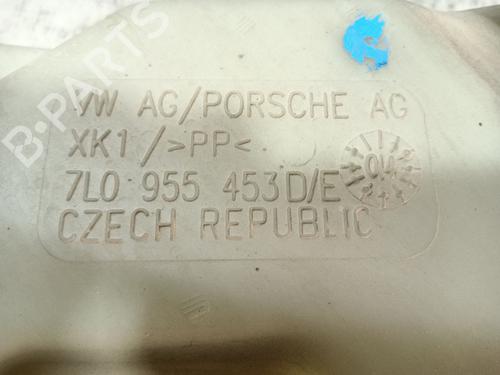 VW AG/PORSCHE AG
XK1/>PP<
7L0 955 453D/E
CZECH REPUBLIC
B-PARTS